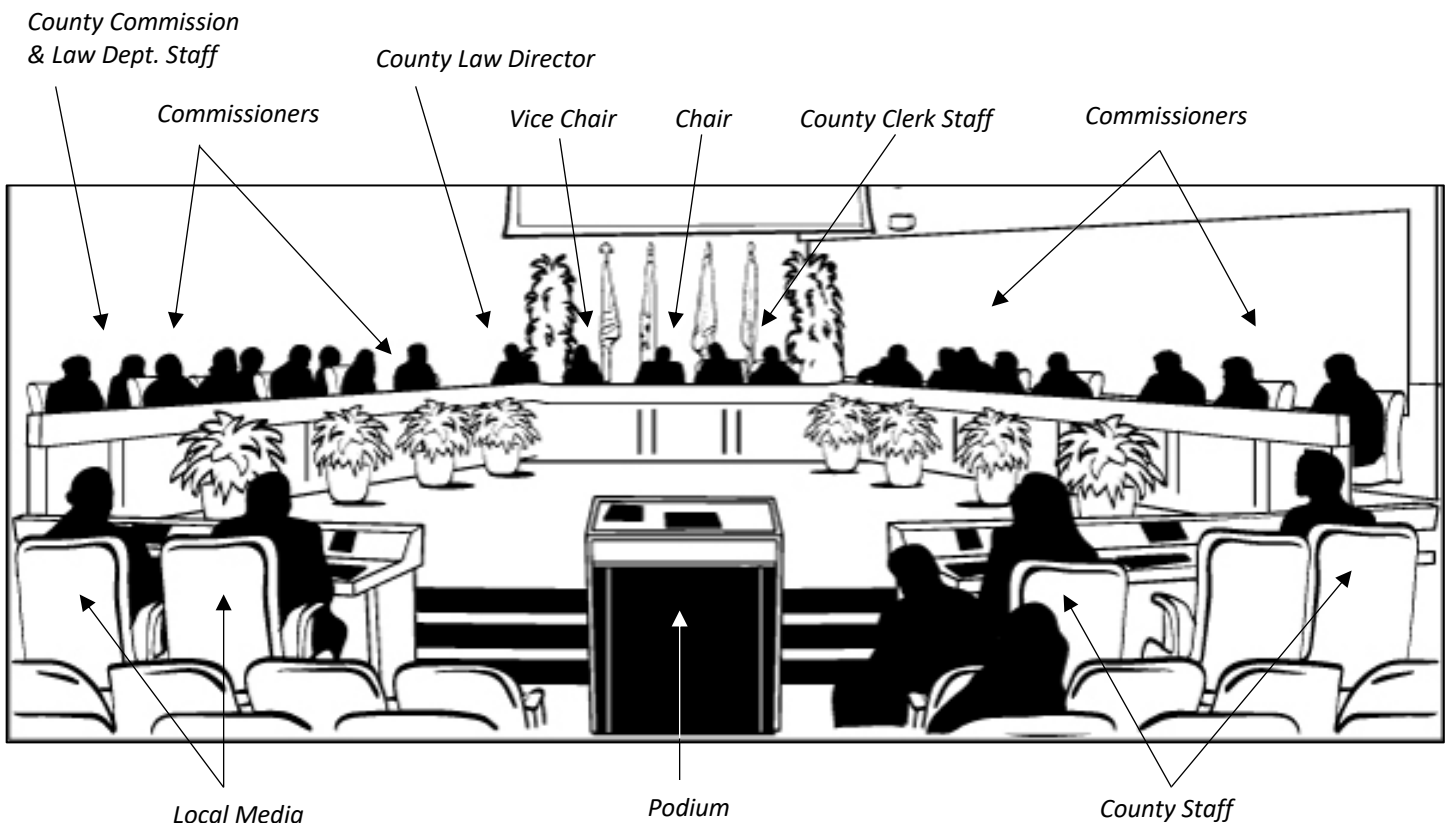 County Commission
& Law Dept. Staff
County Law Director
Commissioners
Vice Chair
Chair
County Clerk Staff
Commissioners
Local Media
Podium
County Staff